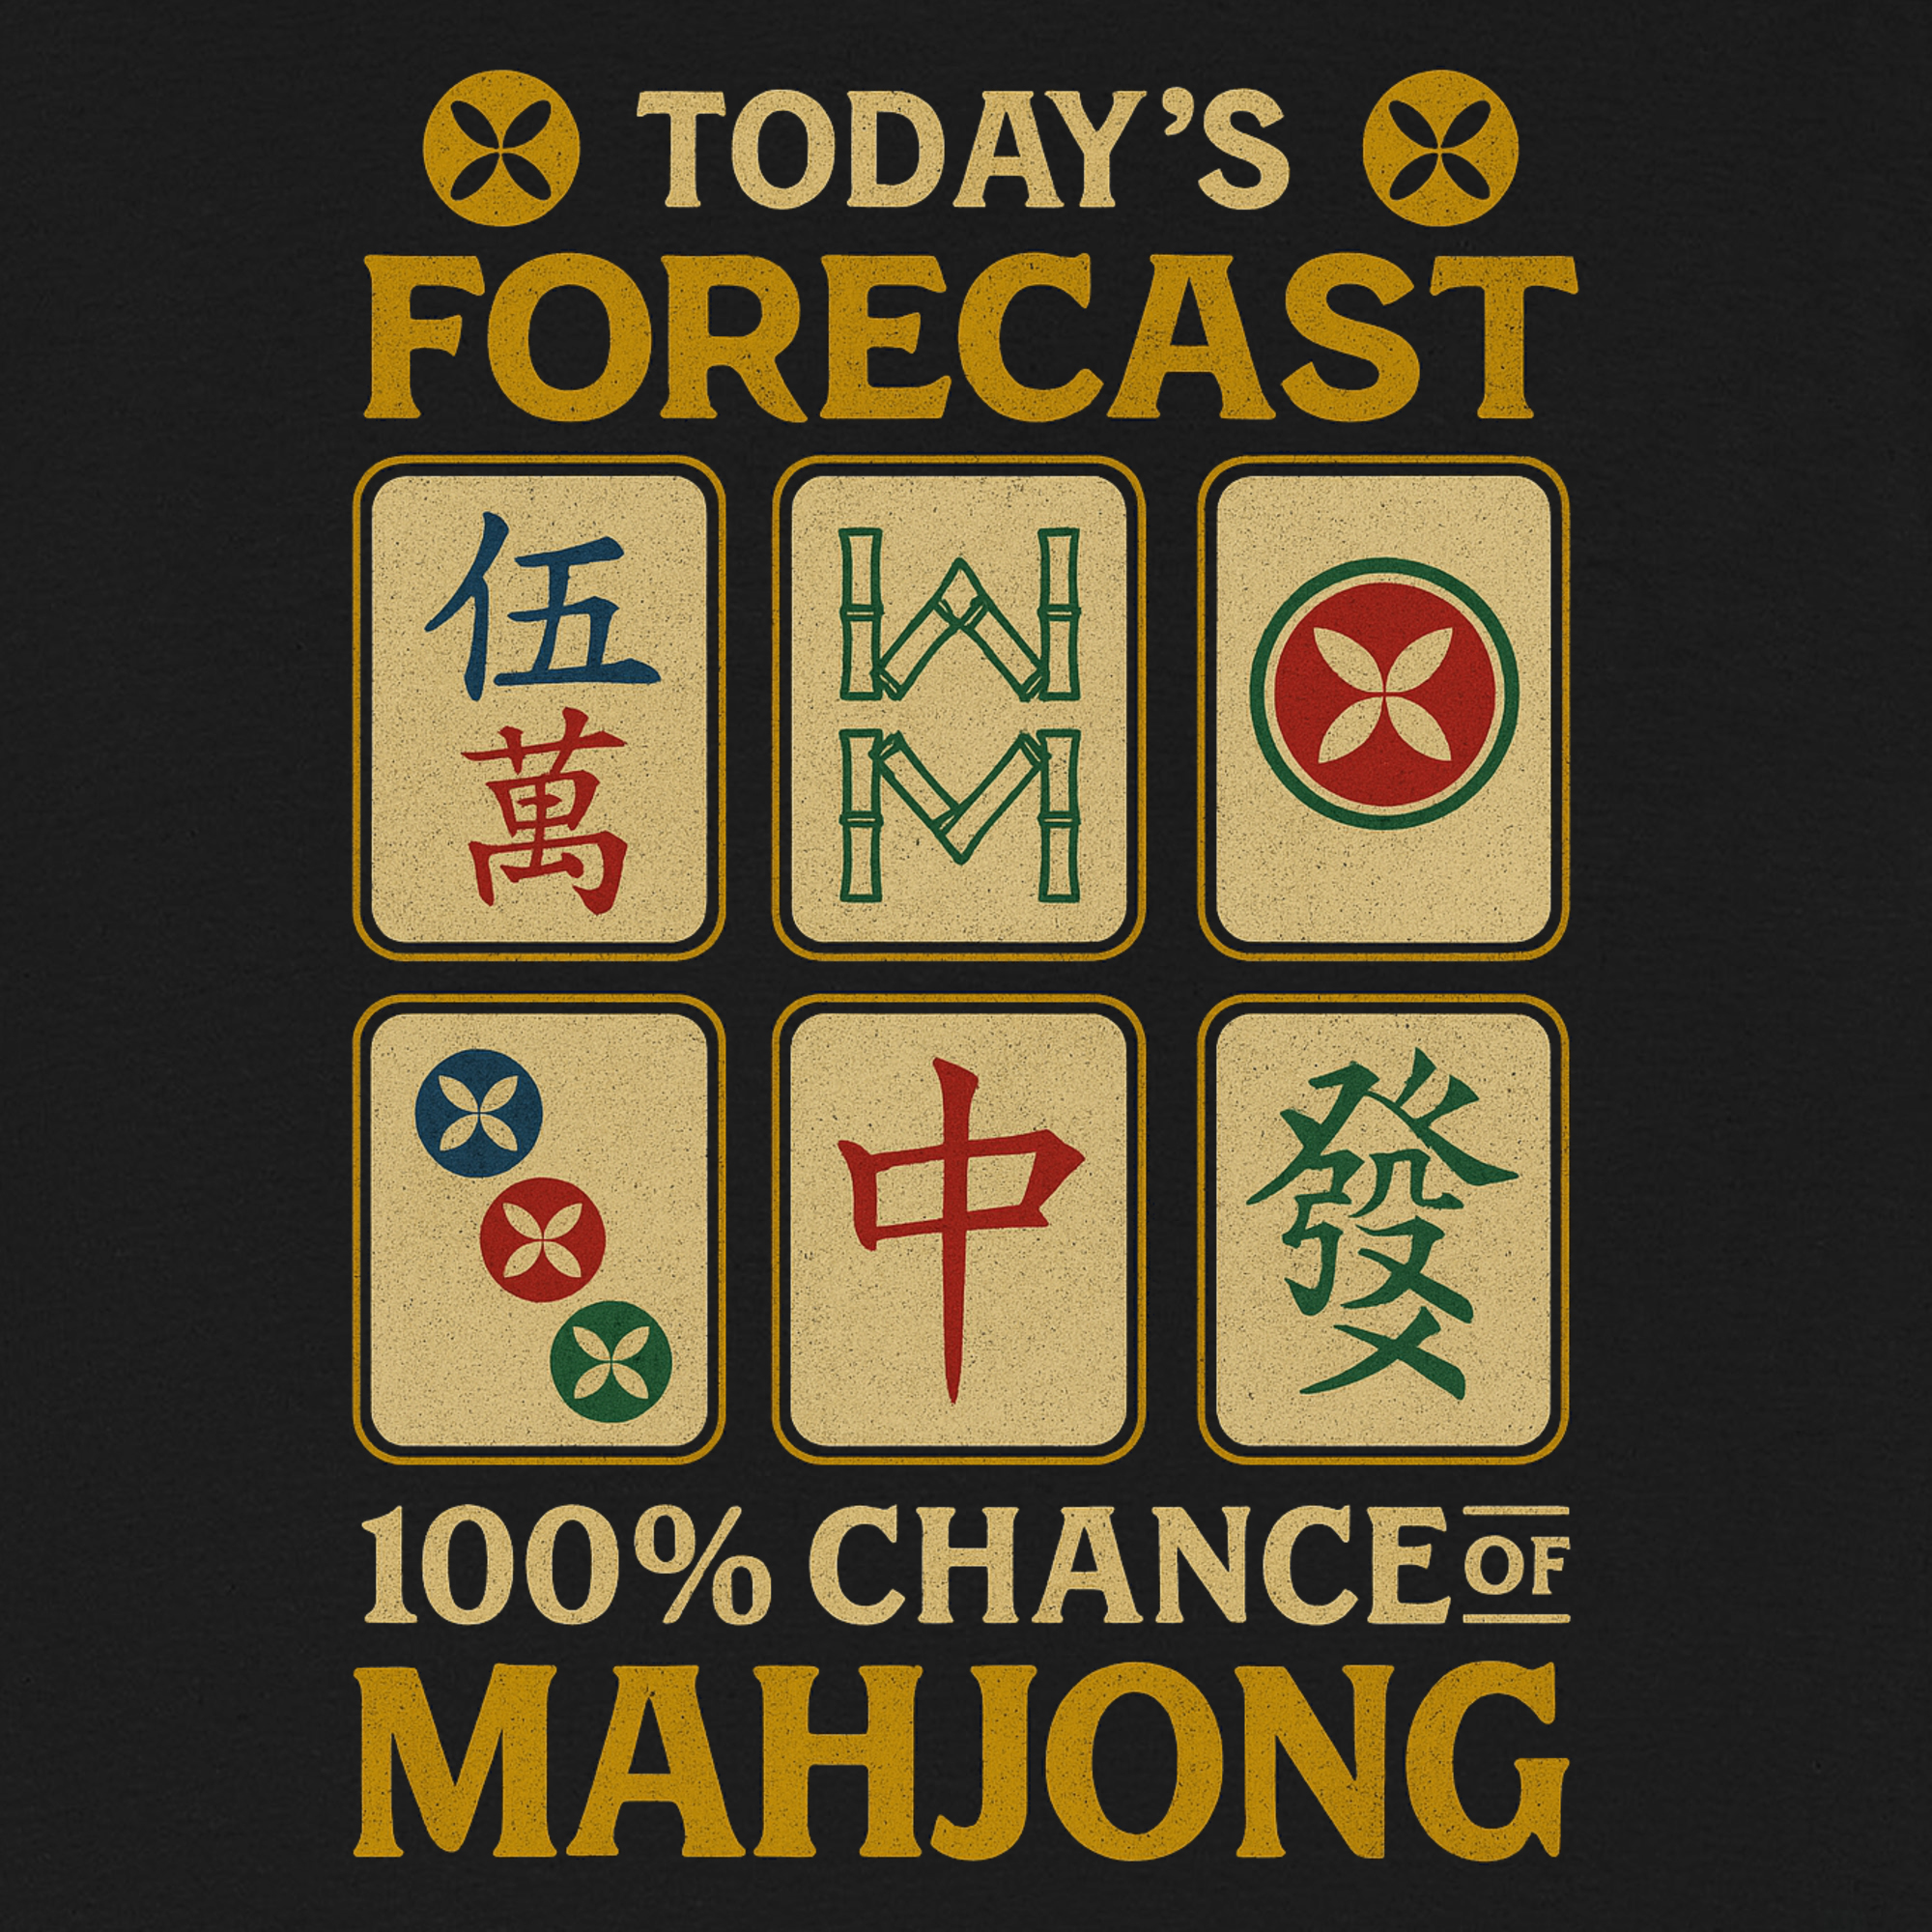 TODAY'S
FORECAST
伍
萬
中
發
100% CHANCE OF
MAHJONG